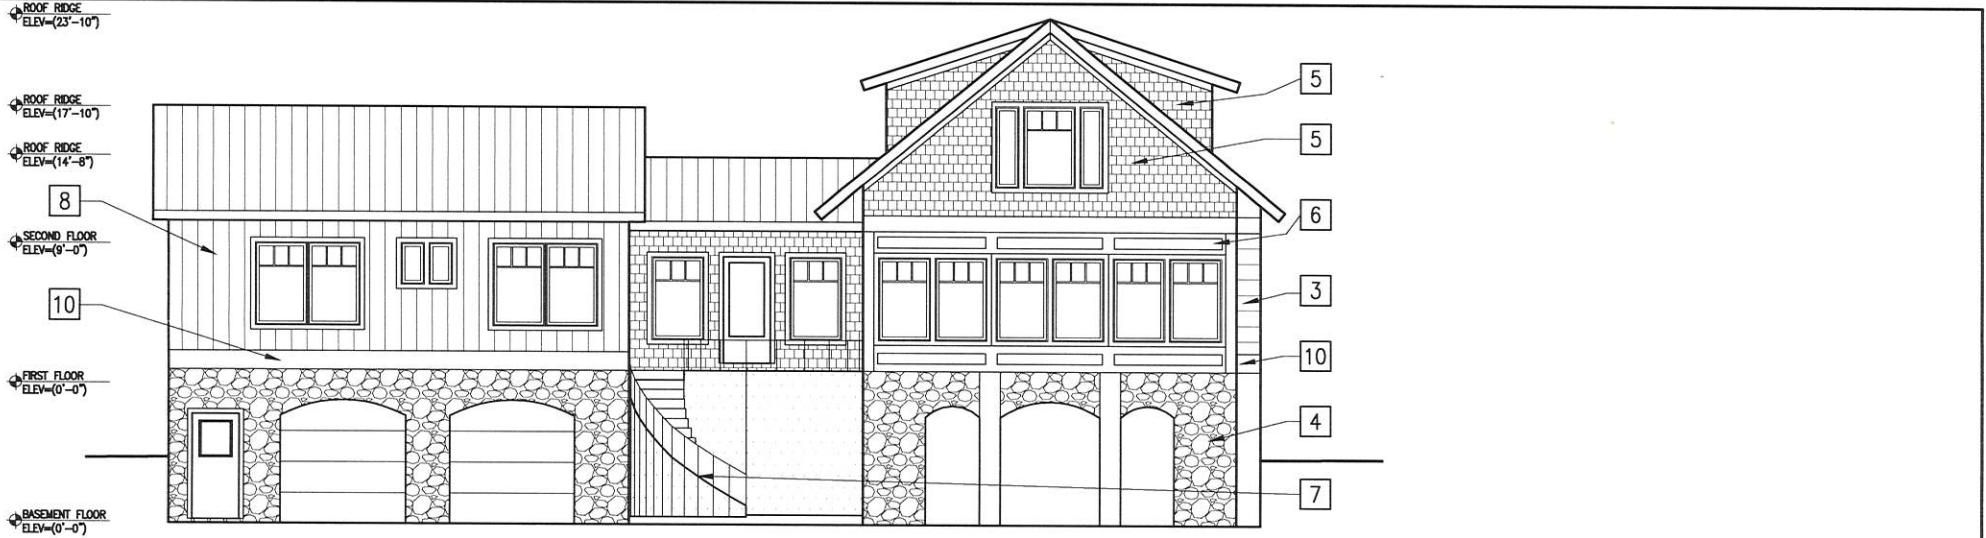 ROOF RIDGE
ELEV=(23'-10")
ROOF RIDGE
ELEV=(17'-10")
ROOF RIDGE
ELEV=(14'-8")
8
SECOND FLOOR
ELEV=(9'-0")
10
FIRST FLOOR
ELEV=(0'-0")
BASEMENT FLOOR
ELEV=(0'-0")
5
5
6
3
10
4
7